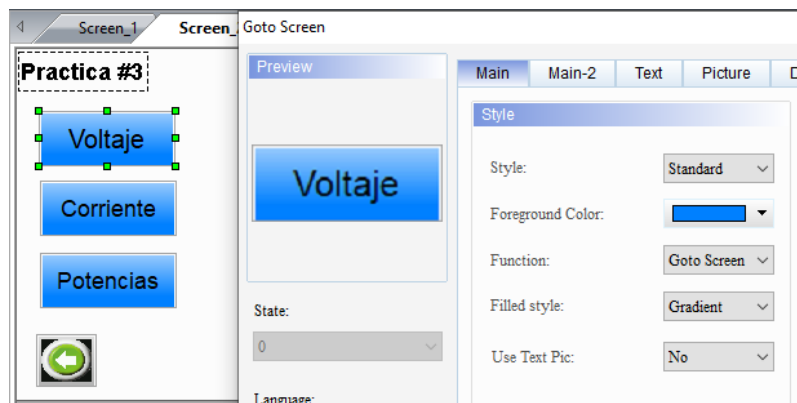 Screen_1
Screen_
Goto Screen
Practica #3
Voltaje
Corriente
Potencias
Preview
Voltaje
State:
0
Language:
Main
Main-2
Text
Picture
D
Style
Style:
Standard
Foreground Color:
Function:
Goto Screen
Filled style:
Gradient
Use Text Pic:
No